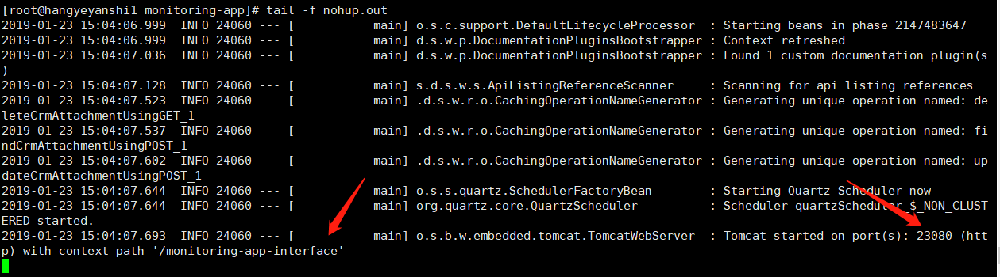 [root@hangyeyanshi1 monitoring-app]# tail -f nohup.out
2019-01-23 15:04:06.999  INFO 24060 --- [           main] o.s.c.support.DefaultLifecycleProcessor  : Starting beans in phase 2147483647
2019-01-23 15:04:06.999  INFO 24060 --- [           main] d.s.w.p.DocumentationPluginsBootstrapper : Context refreshed
2019-01-23 15:04:07.036  INFO 24060 --- [           main] d.s.w.p.DocumentationPluginsBootstrapper : Found 1 custom documentation plugin(s
)
2019-01-23 15:04:07.128  INFO 24060 --- [           main] s.d.s.w.s.ApiListingReferenceScanner     : Scanning for api listing references
2019-01-23 15:04:07.523  INFO 24060 --- [           main] .d.s.w.r.o.CachingOperationNameGenerator : Generating unique operation named: de
leteCrmAttachmentUsingGET_1
2019-01-23 15:04:07.537  INFO 24060 --- [           main] .d.s.w.r.o.CachingOperationNameGenerator : Generating unique operation named: fi
ndCrmAttachmentUsingPOST_1
2019-01-23 15:04:07.602  INFO 24060 --- [           main] .d.s.w.r.o.CachingOperationNameGenerator : Generating unique operation named: up
dateCrmAttachmentUsingPOST_1
2019-01-23 15:04:07.644  INFO 24060 --- [           main] o.s.s.quartz.SchedulerFactoryBean        : Starting Quartz Scheduler now
2019-01-23 15:04:07.644  INFO 24060 --- [           main] org.quartz.core.QuartzScheduler          : Scheduler quartzScheduler_$_NON_CLUST
ERED started.
2019-01-23 15:04:07.693  INFO 24060 --- [           main] o.s.b.w.embedded.tomcat.TomcatWebServer  : Tomcat started on port(s): 23080 (htt
p) with context path '/monitoring-app-interface'